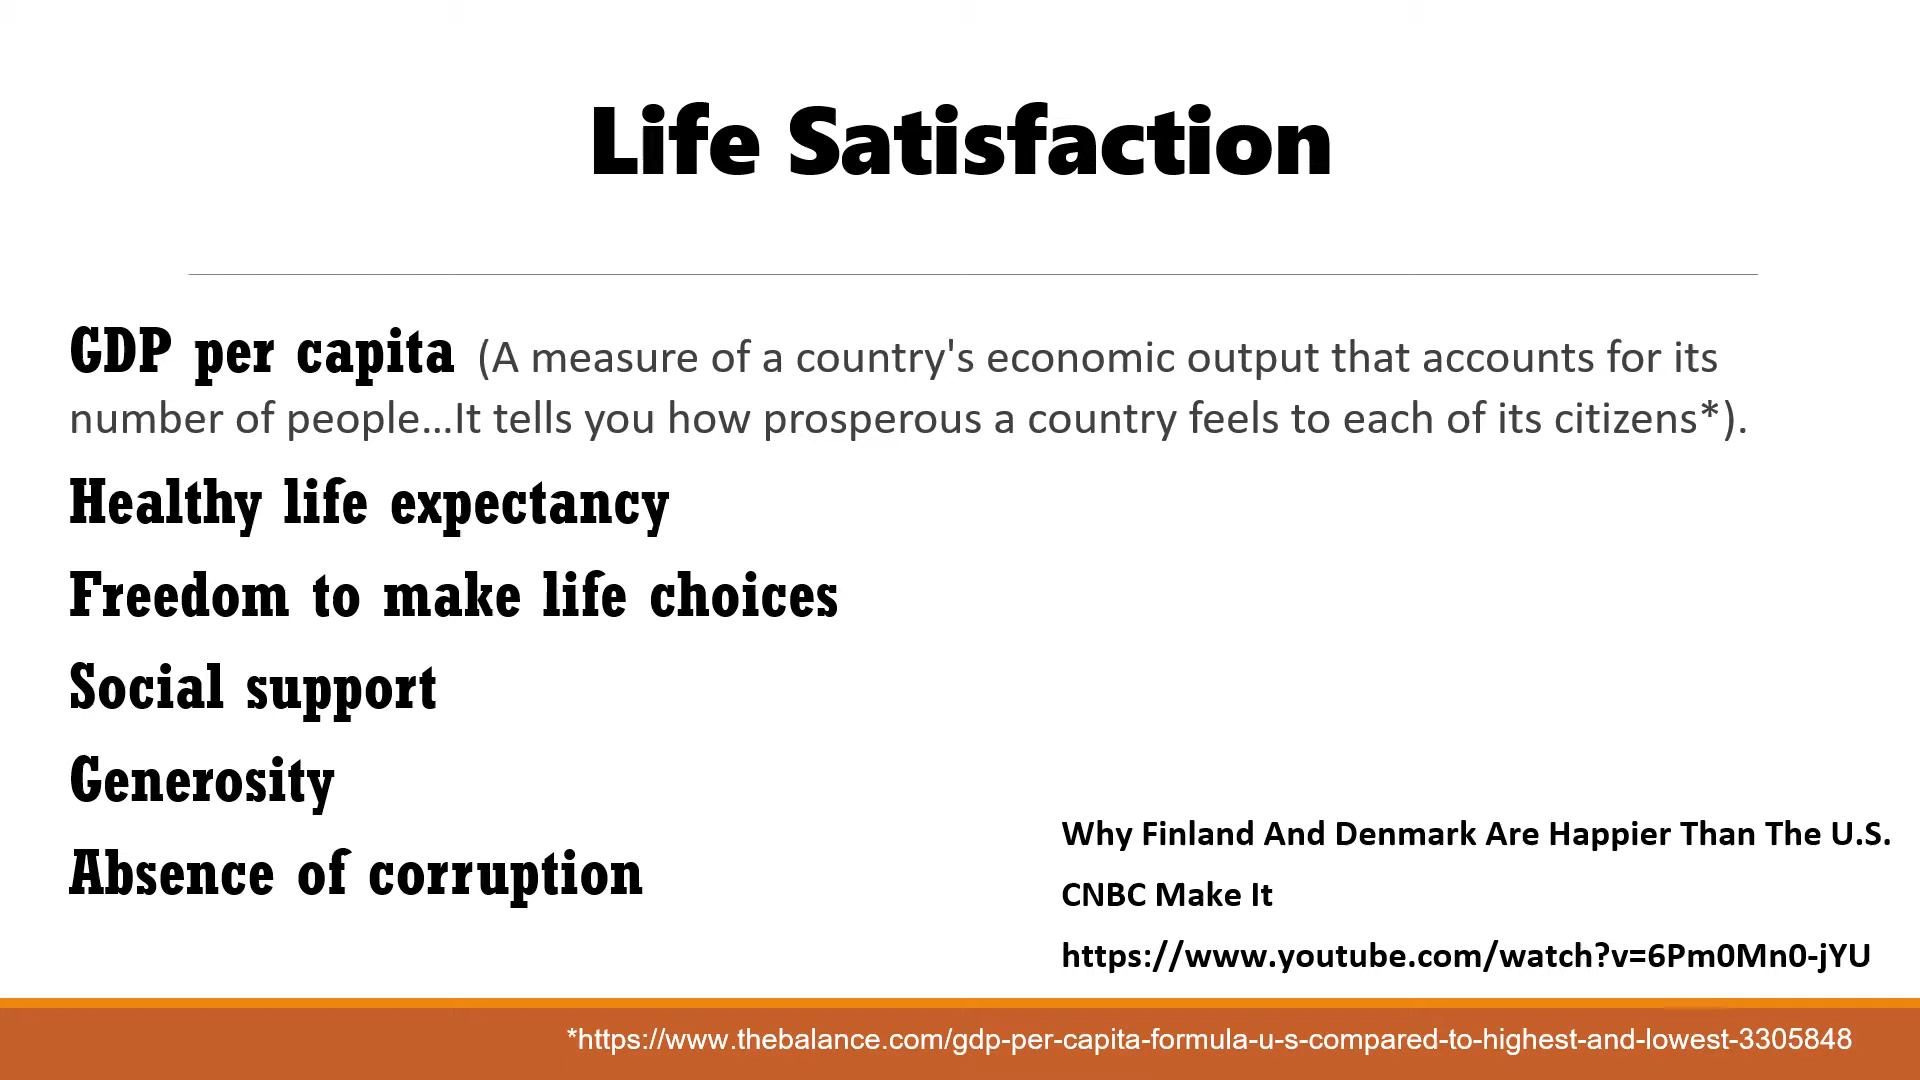 Life Satisfaction
GDP per capita (A measure of a country's economic output that accounts for its
number of people...It tells you how prosperous a country feels to each of its citizens*).
Healthy life expectancy
Freedom to make life choices
Social support
Generosity
Absence of corruption
Why Finland And Denmark Are Happier Than The U.S.
CNBC Make It
https://www.youtube.com/watch?v=6Pm0Mn0-jYU
*https://www.thebalance.com/gdp-per-capita-formula-u-s-compared-to-highest-and-lowest-3305848